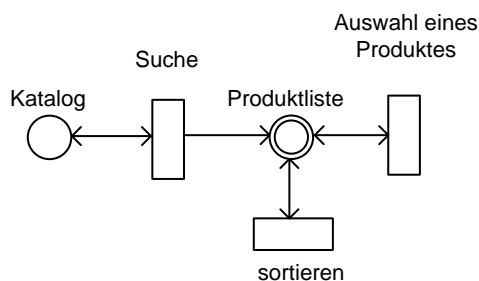 Auswahl eines
Produktes
Suche
Katalog
Produktliste
sortieren